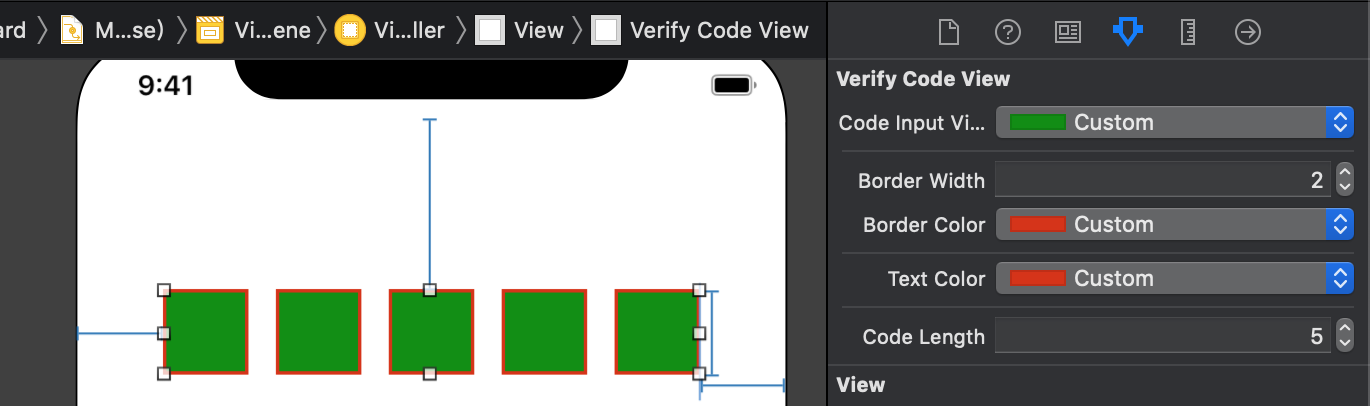 ard M...se) Vi...ene Vi...ller View Verify Code View
9:41
Verify Code View
Code Input Vi... Custom
Border Width 2
Border Color Custom
Text Color Custom
Code Length 5
View